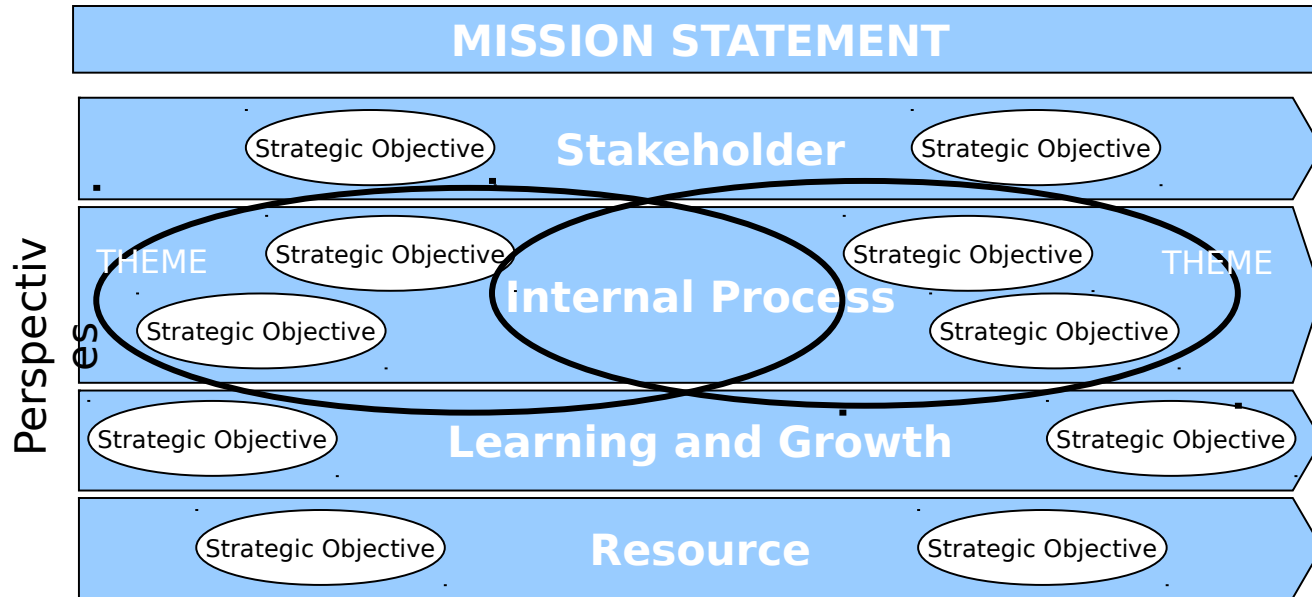 MISSION STATEMENT
Strategic Objective
Stakeholder
Strategic Objective
THEME
Strategic Objective
Strategic Objective
THEME
Internal Process
Strategic Objective
Strategic Objective
Perspectiv
es
Strategic Objective
Learning and Growth
Strategic Objective
Strategic Objective
Resource
Strategic Objective